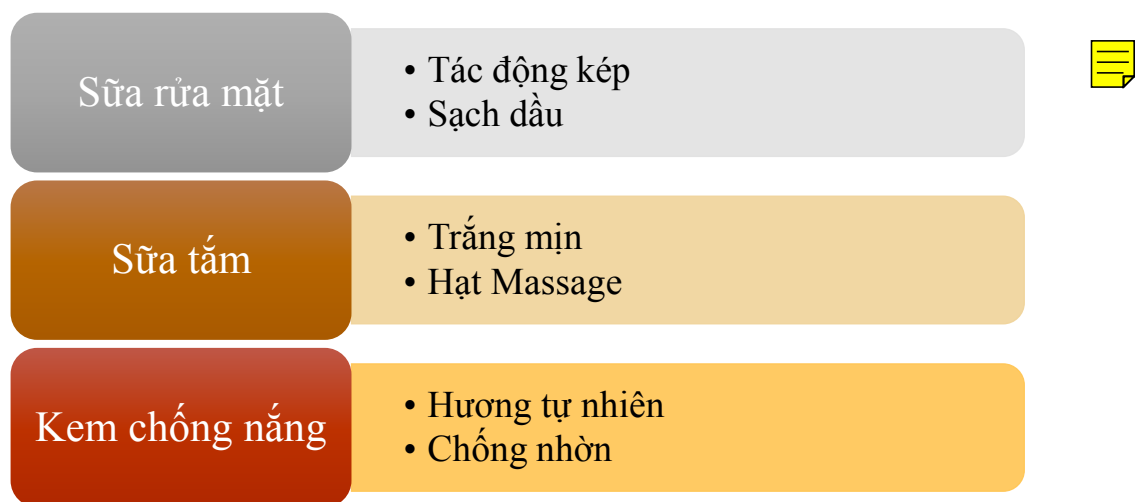 Sữa rửa mặt
• Tác động kép
• Sạch dầu
Sữa tắm
• Trắng mịn
• Hạt Massage
Kem chống nắng
• Hương tự nhiên
• Chống nhờn